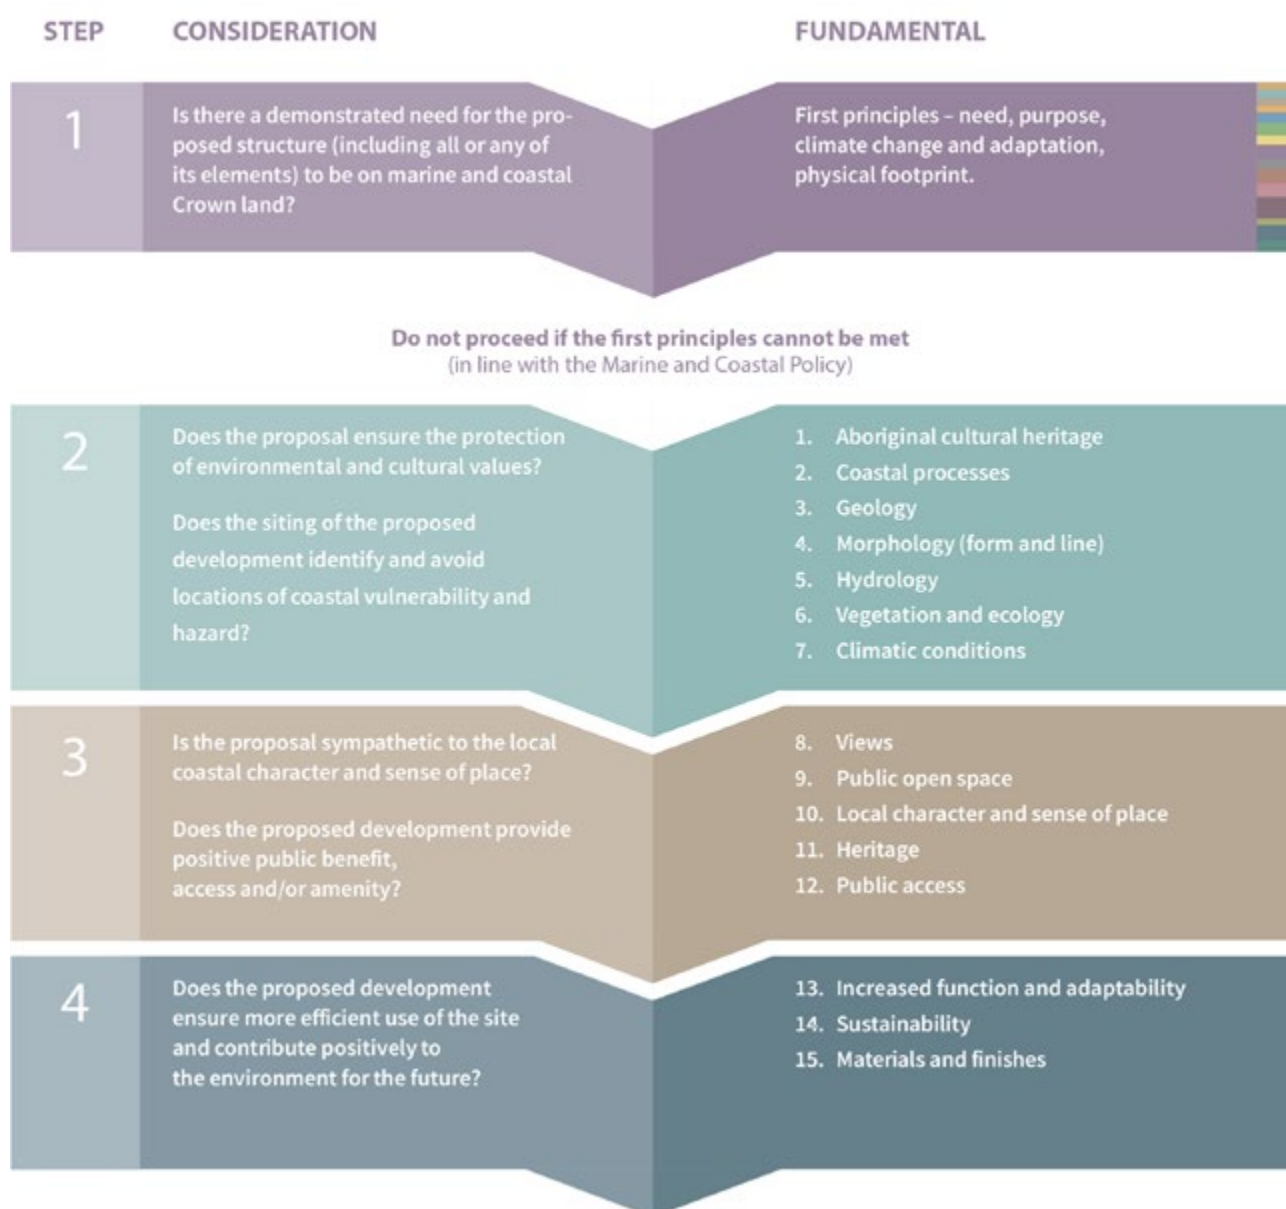 STEP
CONSIDERATION
FUNDAMENTAL
1
Is there a demonstrated need for the pro-
posed structure (including all or any of
its elements) to be on marine and coastal
Crown land?
First principles – need, purpose,
climate change and adaptation,
physical footprint.
Do not proceed if the first principles cannot be met
(in line with the Marine and Coastal Policy)
2
Does the proposal ensure the protection
of environmental and cultural values?
Does the siting of the proposed
development identify and avoid
locations of coastal vulnerability and
hazard?
1. Aboriginal cultural heritage
2. Coastal processes
3. Geology
4. Morphology (form and line)
5. Hydrology
6. Vegetation and ecology
7. Climatic conditions
3
Is the proposal sympathetic to the local
coastal character and sense of place?
Does the proposed development provide
positive public benefit,
access and/or amenity?
8. Views
9. Public open space
10. Local character and sense of place
11. Heritage
12. Public access
4
Does the proposed development
ensure more efficient use of the site
and contribute positively to
the environment for the future?
13. Increased function and adaptability
14. Sustainability
15. Materials and finishes